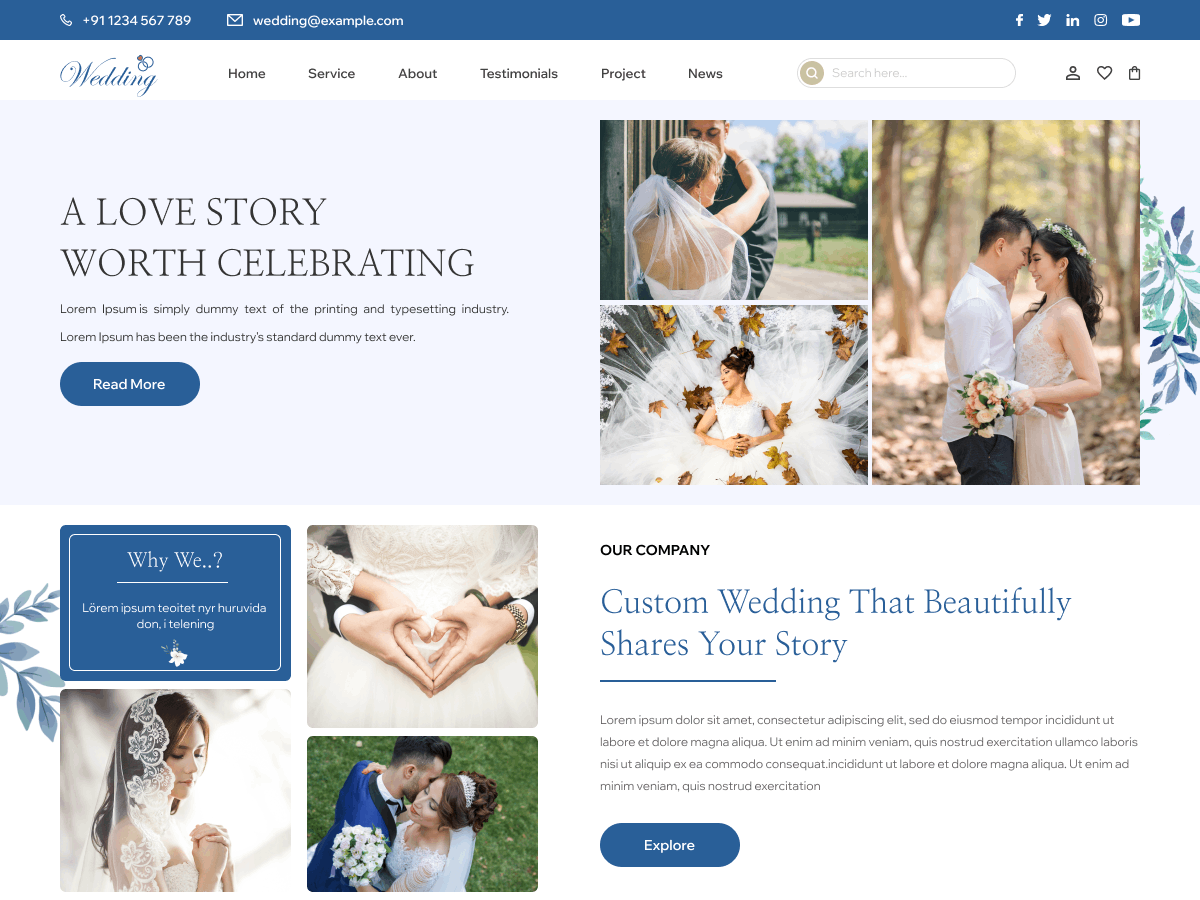 +91 1234 567 789
wedding@example.com
Wedding
Home
Service
About
Testimonials
Project
News
Search here...
A LOVE STORY
WORTH CELEBRATING
Lorem Ipsum is simply dummy text of the printing and typesetting industry.
Lorem Ipsum has been the industry's standard dummy text ever.
Read More
Why We..?
Lörem ipsum teoitet nyr huruvida
don, i telening
OUR COMPANY
Custom Wedding That Beautifully
Shares Your Story
Lorem ipsum dolor sit amet, consectetur adipiscing elit, sed do eiusmod tempor incididunt ut
labore et dolore magna aliqua. Ut enim ad minim veniam, quis nostrud exercitation ullamco laboris
nisi ut aliquip ex ea commodo consequat.incididunt ut labore et dolore magna aliqua. Ut enim ad
minim veniam, quis nostrud exercitation
Explore